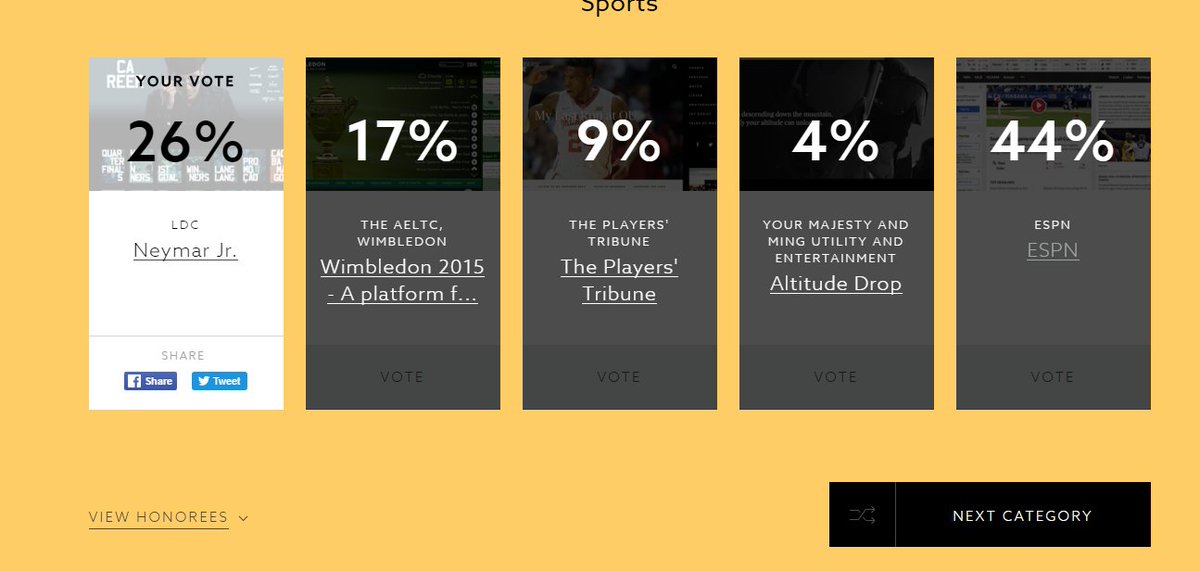 Sports
YOUR VOTE
26%
LDC
Neymar Jr.
SHARE
Share
Tweet
17%
THE AELTC,
WIMBLEDON
Wimbledon 2015
- A platform f...
VOTE
9%
THE PLAYERS'
TRIBUNE
The Players'
Tribune
VOTE
4%
YOUR MAJESTY AND
MING UTILITY AND
ENTERTAINMENT
Altitude Drop
VOTE
44%
ESPN
ESPN
VOTE
VIEW HONOREES
NEXT CATEGORY